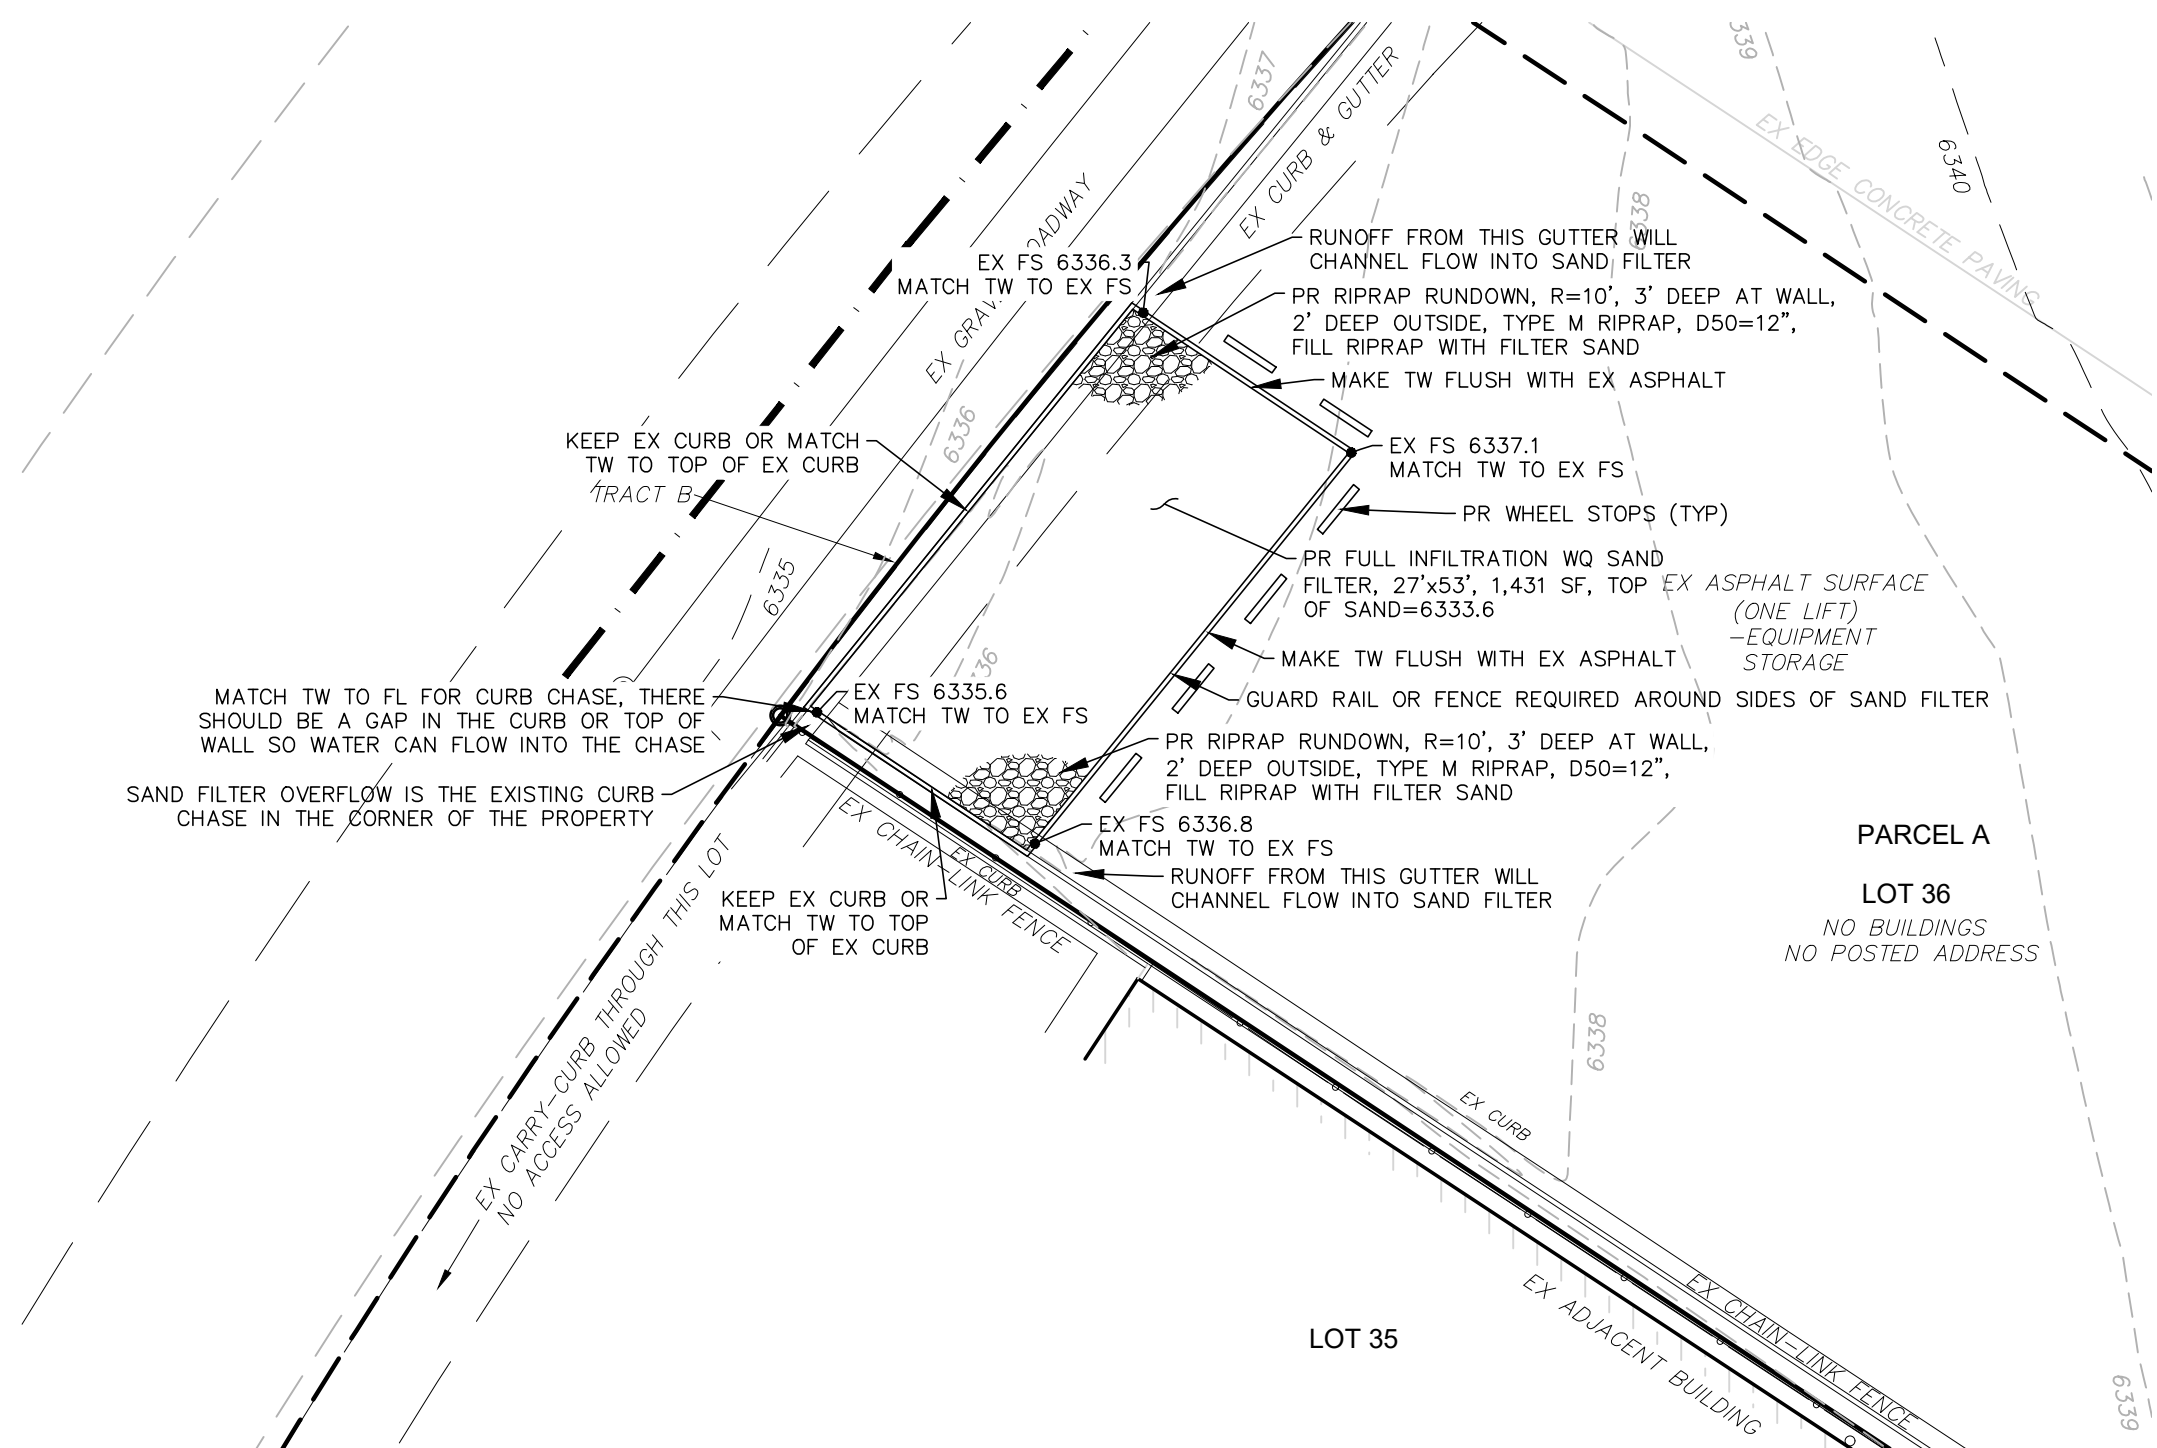 339
6337
EX EDGE CONCRETE PAVING
6340
EX CURB & GUTTER
6338
EX GRAV
ADWAY
RUNOFF FROM THIS GUTTER WILL
CHANNEL FLOW INTO SAND FILTER
EX FS 6336.3
MATCH TW TO EX FS
PR RIPRAP RUNDOWN, R=10', 3' DEEP AT WALL,
2' DEEP OUTSIDE, TYPE M RIPRAP, D50=12",
FILL RIPRAP WITH FILTER SAND
MAKE TW FLUSH WITH EX ASPHALT
6336
KEEP EX CURB OR MATCH
TW TO TOP OF EX CURB
TRACT B
EX FS 6337.1
MATCH TW TO EX FS
PR WHEEL STOPS (TYP)
PR FULL INFILTRATION WQ SAND
FILTER, 27'x53', 1,431 SF, TOP
OF SAND=6333.6
EX ASPHALT SURFACE
(ONE LIFT)
-EQUIPMENT
STORAGE
6335
336
MAKE TW FLUSH WITH EX ASPHALT
GUARD RAIL OR FENCE REQUIRED AROUND SIDES OF SAND FILTER
MATCH TW TO FL FOR CURB CHASE, THERE
SHOULD BE A GAP IN THE CURB OR TOP OF
WALL SO WATER CAN FLOW INTO THE CHASE
EX FS 6335.6
MATCH TW TO EX FS
PR RIPRAP RUNDOWN, R=10', 3' DEEP AT WALL,
2' DEEP OUTSIDE, TYPE M RIPRAP, D50=12",
FILL RIPRAP WITH FILTER SAND
SAND FILTER OVERFLOW IS THE EXISTING CURB
CHASE IN THE CORNER OF THE PROPERTY
EX FS 6336.8
MATCH TW TO EX FS
RUNOFF FROM THIS GUTTER WILL
CHANNEL FLOW INTO SAND FILTER
EX CURB
EX CHAIN-LINK FENCE
KEEP EX CURB OR
MATCH TW TO TOP
OF EX CURB
PARCEL A
LOT 36
NO BUILDINGS
NO POSTED ADDRESS
EX CARRY-CURB THROUGH THIS LOT
NO ACCESS ALLOWED
6338
EX CURB
EX CHAIN-LINK FENCE
EX ADJACENT BUILDING
LOT 35
6339